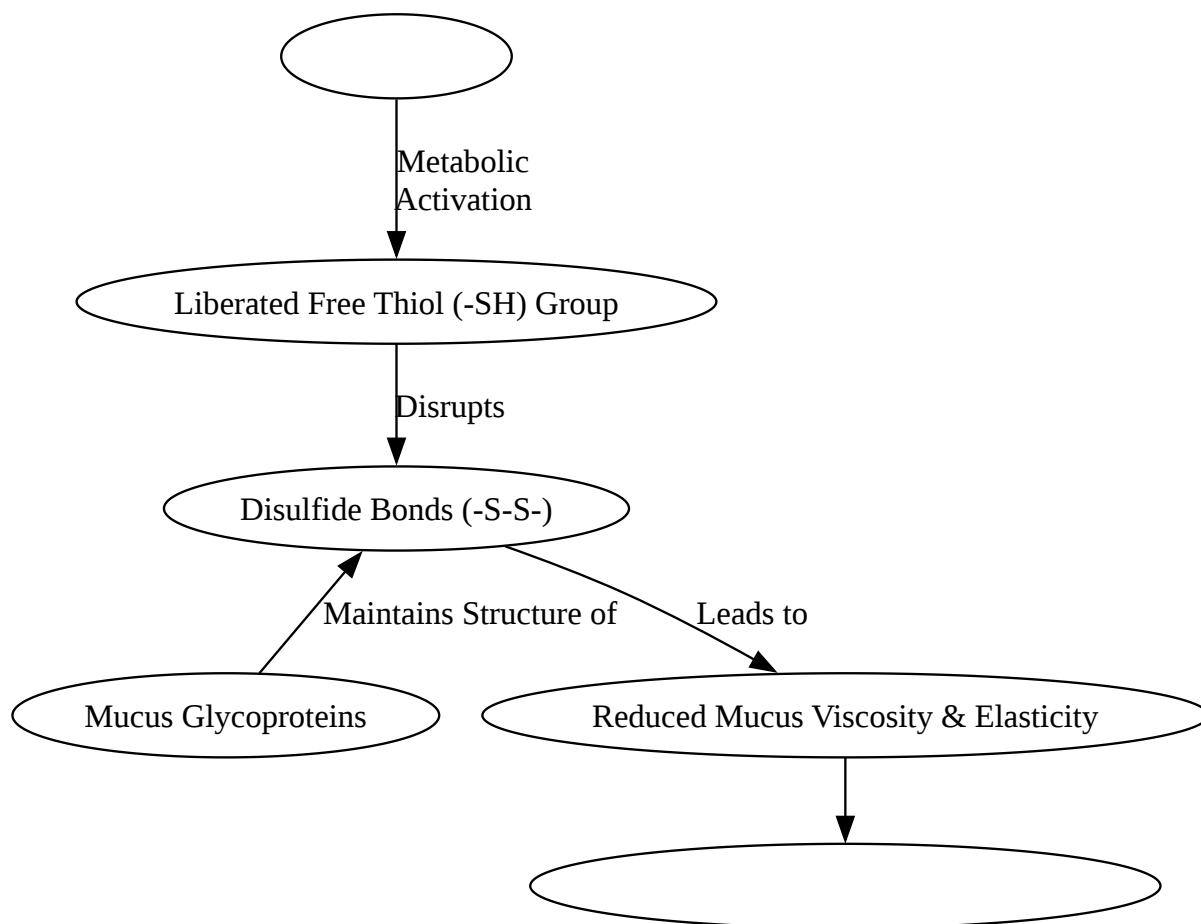 Metabolic
Activation
Liberated Free Thiol (-SH) Group
Disrupts
Disulfide Bonds (-S-S-)
Maintains Structure of
Leads to
Mucus Glycoproteins
Reduced Mucus Viscosity & Elasticity